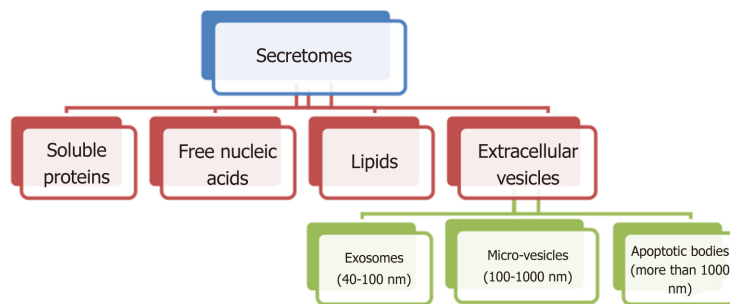 Secretomes
Soluble
proteins
Free nucleic
acids
Lipids
Extracellular
vesicles
Exosomes
(40-100 nm)
Micro-vesicles
(100-1000 nm)
Apoptotic bodies
(more than 1000
nm)